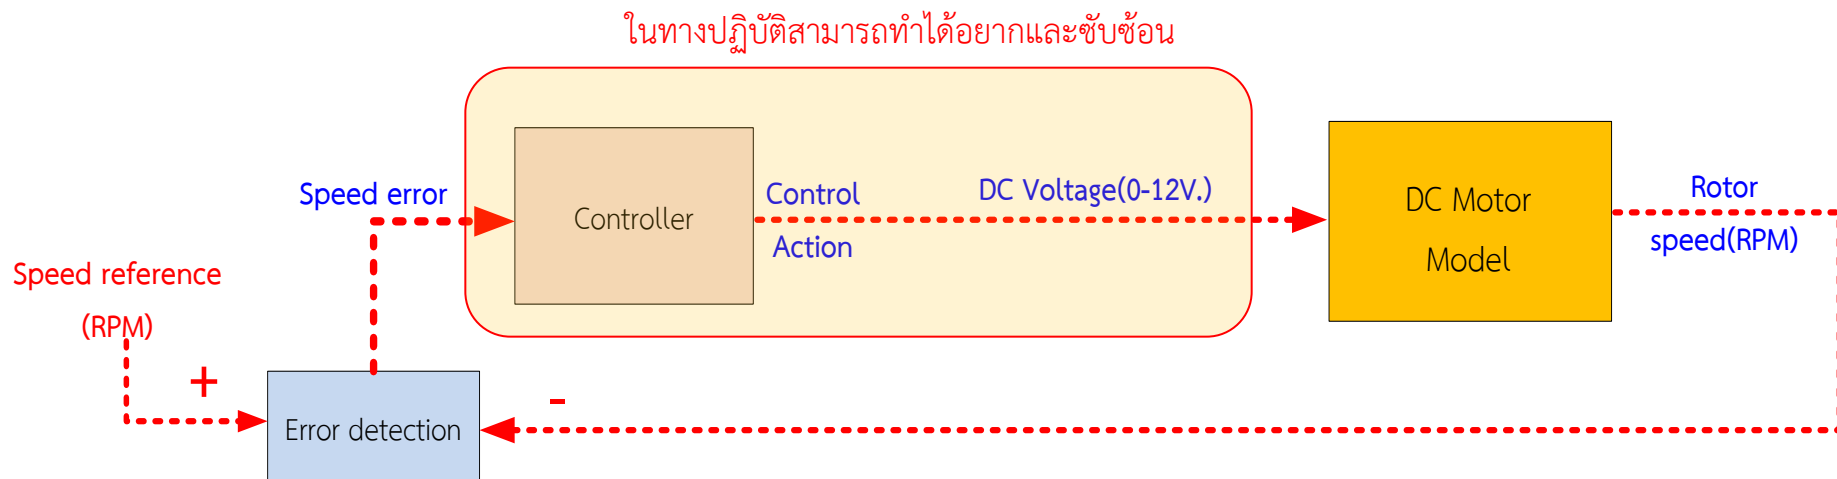 ในทางปฏิบัติสามารถทำได้อยากและซับซ้อน
Speed error
Controller
Control
Action
DC Voltage(0-12V.)
DC Motor
Model
Rotor
speed(RPM)
Speed reference
(RPM)
+
-
Error detection